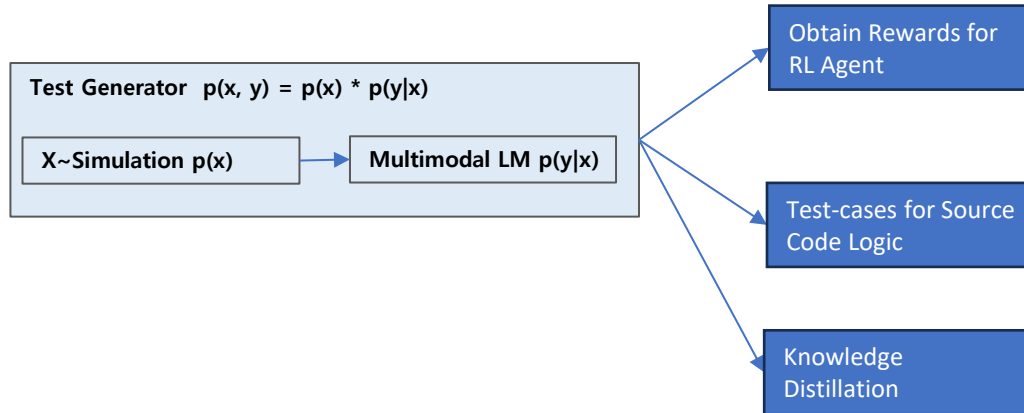 Obtain Rewards for
RL Agent
Test Generator p(x, y) = p(x) * p(y|x)
X~Simulation p(x)
Multimodal LM p(y|x)
Test-cases for Source
Code Logic
Knowledge
Distillation